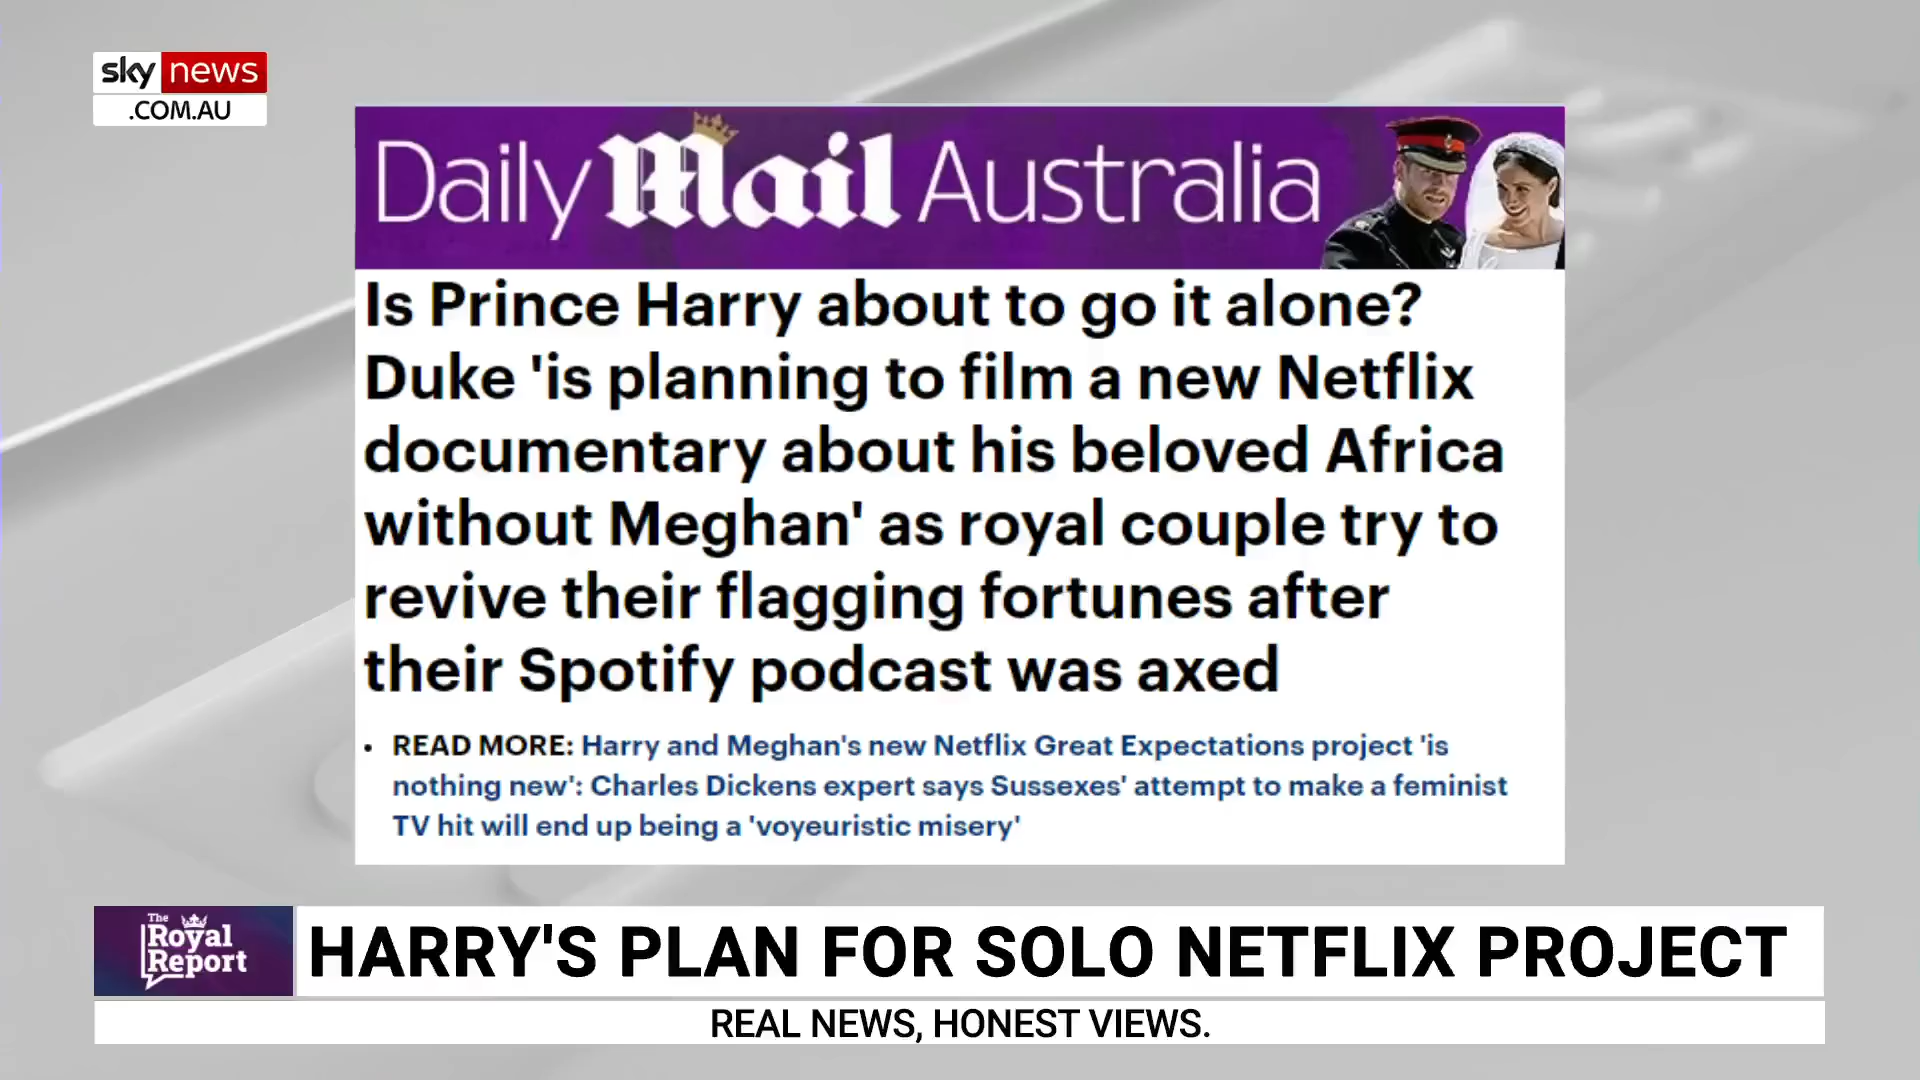 sky news
.COM.AU
Daily Mail Australia
Is Prince Harry about to go it alone?
Duke 'is planning to film a new Netflix
documentary about his beloved Africa
without Meghan' as royal couple try to
revive their flagging fortunes after
their Spotify podcast was axed
• READ MORE: Harry and Meghan's new Netflix Great Expectations project 'is
nothing new': Charles Dickens expert says Sussexes' attempt to make a feminist
TV hit will end up being a 'voyeuristic misery'
The
Royal
Report
HARRY'S PLAN FOR SOLO NETFLIX PROJECT
REAL NEWS, HONEST VIEWS.